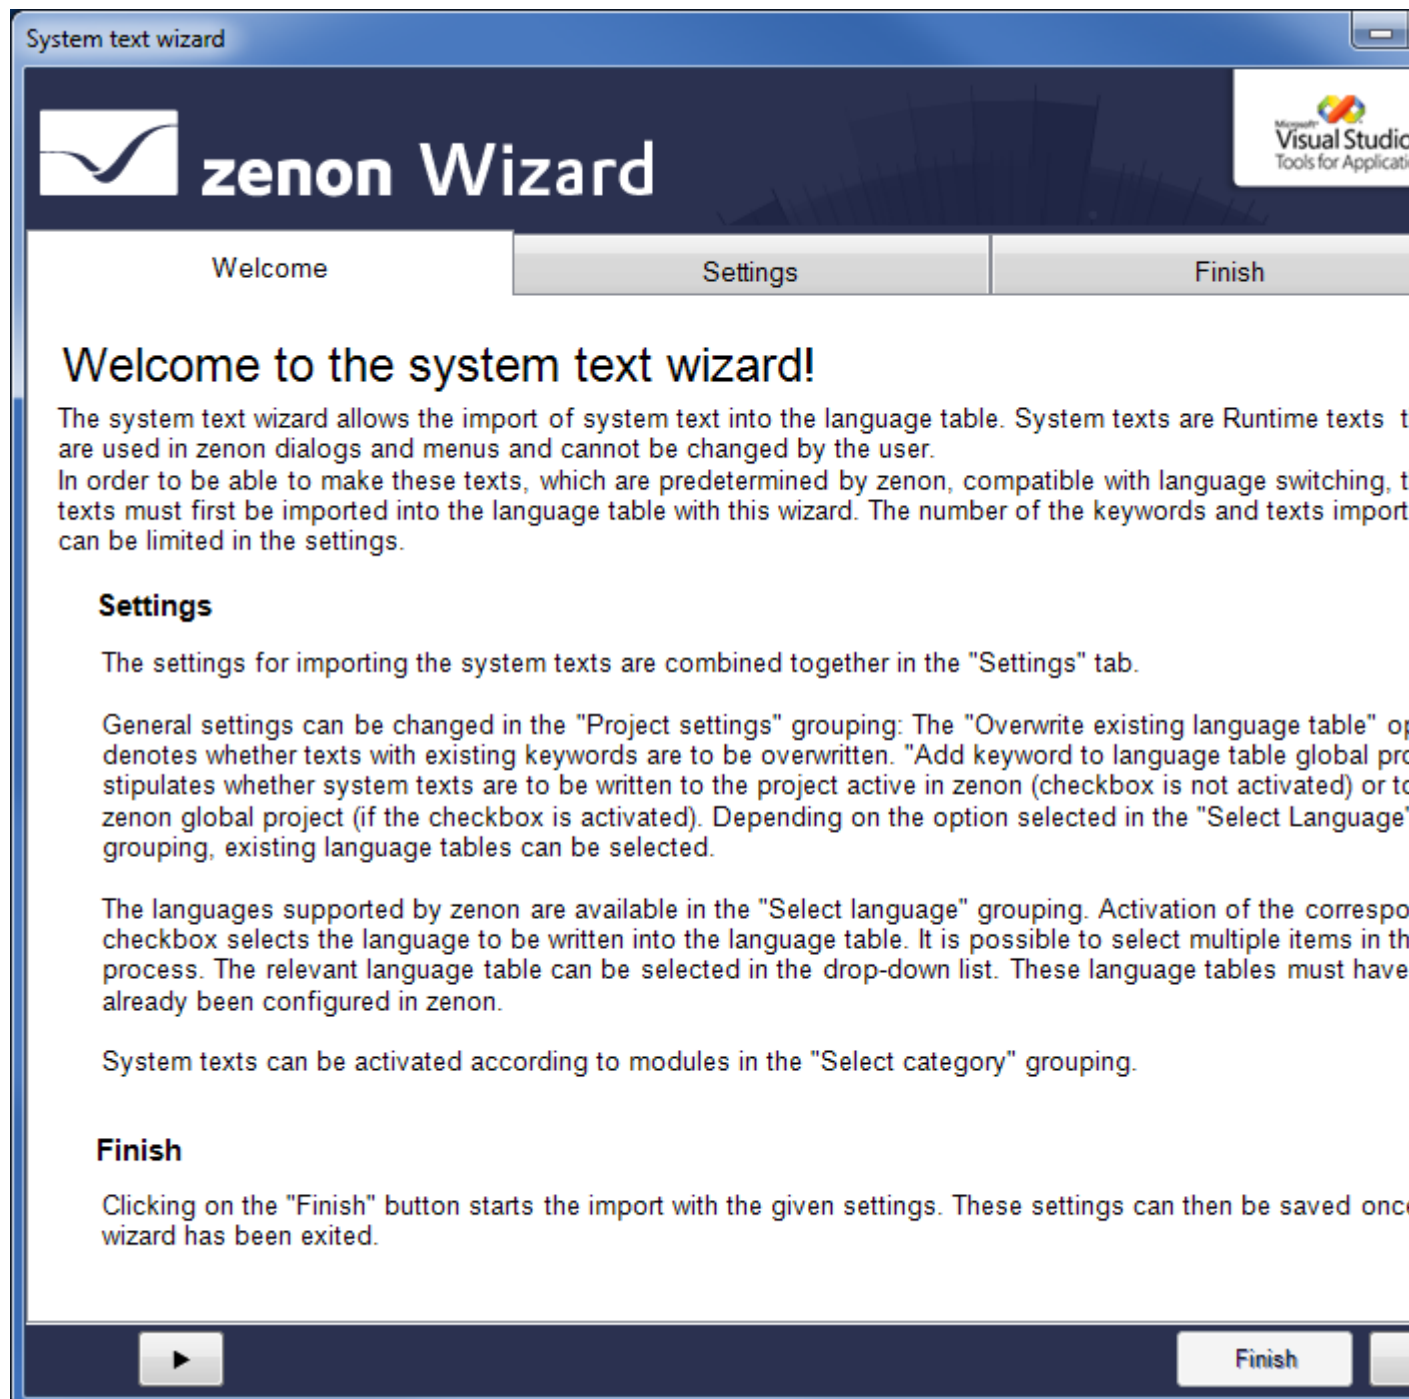 System text wizard
zenon Wizard
Microsoft
Visual Studio
Tools for
Welcome
Settings
Finish
Welcome to the system text wizard!
The system text wizard allows the import of system text into the language table. System texts are Runtime texts
are used in zenon dialogs and menus and cannot be changed by the user.
In order to be able to make these texts, which are predetermined by zenon, compatible with language switching,
texts must first be imported into the language table with this wizard. The number of the keywords and texts import
can be limited in the settings.
Settings
The settings for importing the system texts are combined together in the "Settings" tab.
General settings can be changed in the "Project settings" grouping: The "Overwrite existing language table"
denotes whether texts with existing keywords are to be overwritten. "Add keyword to language table global
stipulates whether system texts are to be written to the project active in zenon (checkbox is not activated) or
zenon global project (if the checkbox is activated). Depending on the option selected in the "Select Language"
grouping, existing language tables can be selected.
The languages supported by zenon are available in the "Select language" grouping. Activation of the
checkbox selects the language to be written into the language table. It is possible to select multiple items in
process. The relevant language table can be selected in the drop-down list. These language tables must have
already been configured in zenon.
System texts can be activated according to modules in the "Select category" grouping.
Finish
Clicking on the "Finish" button starts the import with the given settings. These settings can then be saved once
wizard has been exited.
Finish